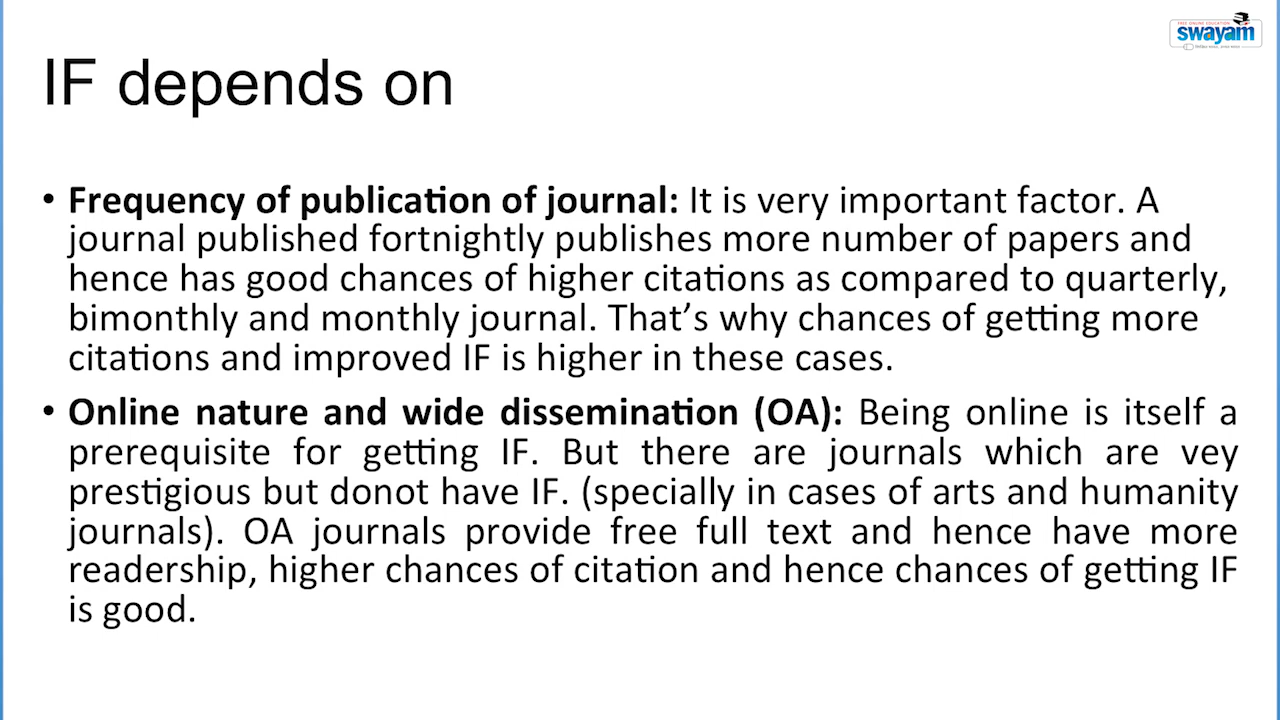 FREE ONLINE EDUCATION
swayam
IF depends on
• Frequency of publication of journal: It is very important factor. A
journal published fortnightly publishes more number of papers and
hence has good chances of higher citations as compared to quarterly,
bimonthly and monthly journal. That's why chances of getting more
citations and improved IF is higher in these cases.
• Online nature and wide dissemination (OA): Being online is itself a
prerequisite for getting IF. But there are journals which are vey
prestigious but donot have IF. (specially in cases of arts and humanity
journals). OA journals provide free full text and hence have more
readership, higher chances of citation and hence chances of getting IF
is good.